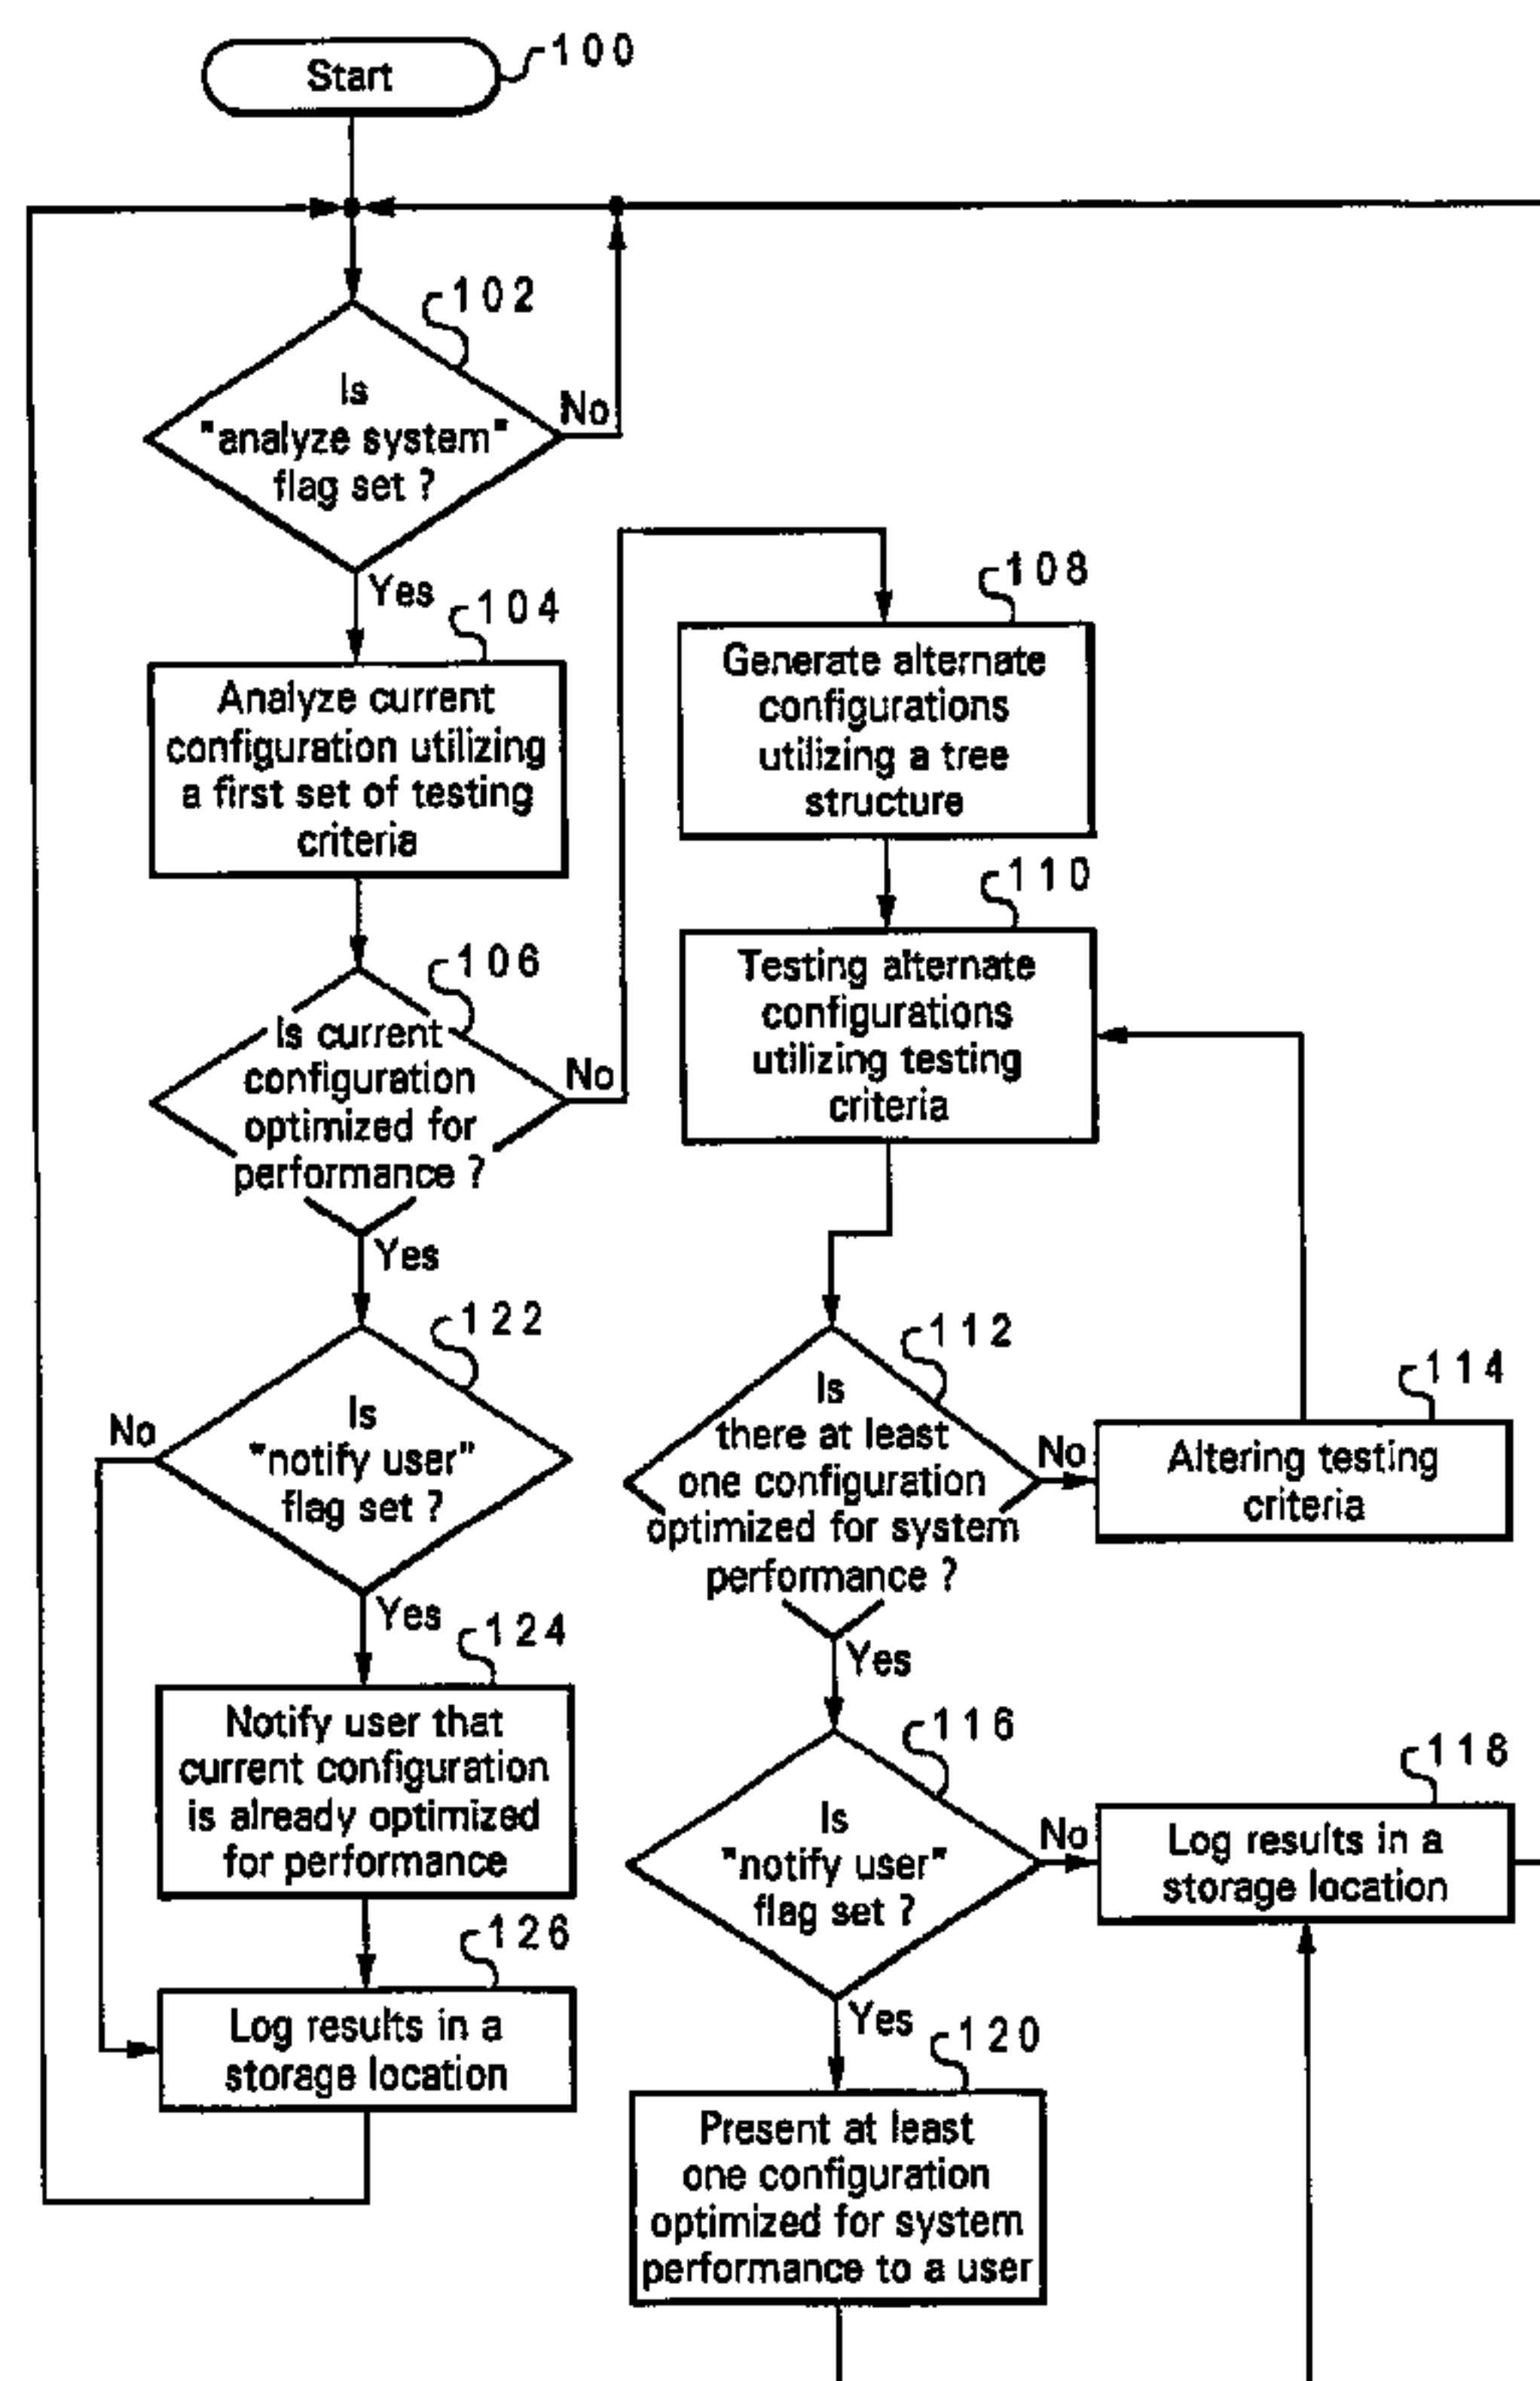 Start
100
102
Is
"analyze system"
flag set ?
No
Yes
104
Analyze current
configuration utilizing
a first set of testing
criteria
106
Is current
configuration
optimized for
performance ?
No
Yes
108
Generate alternate
configurations
utilizing a tree
structure
110
Testing alternate
configurations
utilizing testing
criteria
122
Is
"notify user"
flag set ?
No
Yes
124
Notify user that
current configuration
is already optimized
for performance
126
Log results in a
storage location
112
Is
there at least
one configuration
optimized for system
performance ?
No
Yes
114
Altering testing
criteria
116
Is
"notify user"
flag set ?
No
Yes
118
Log results in a
storage location
120
Present at least
one configuration
optimized for system
performance to a user